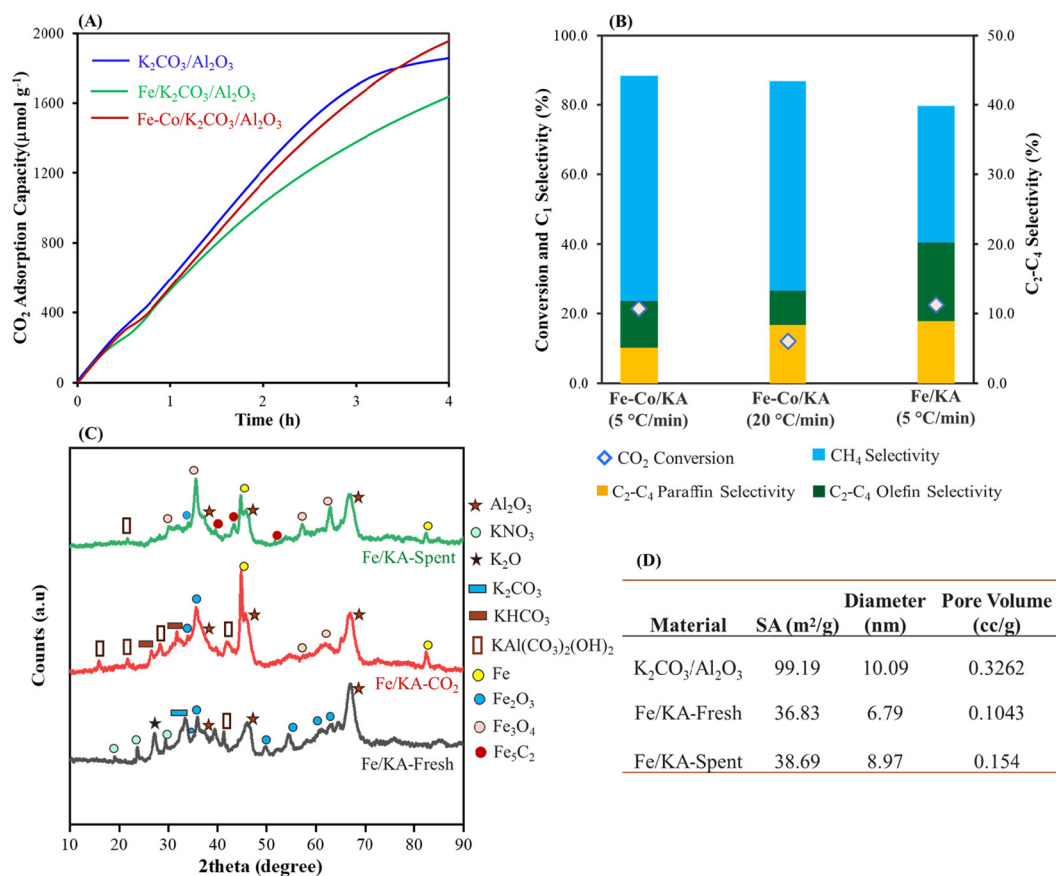 (A)
2000
1600
1200
800
400
0
CO₂ Adsorption Capacity(µmol g⁻¹)
K₂CO₃/Al₂O₃
Fe/K₂CO₃/Al₂O₃
Fe-Co/K₂CO₃/Al₂O₃
0 1 2 3 4
Time (h)
(B)
100.0
80.0
60.0
40.0
20.0
0.0
Conversion and C₁ Selectivity (%)
50.0
40.0
30.0
20.0
10.0
0.0
C₂-C₄ Selectivity (%)
Fe-Co/KA Fe-Co/KA Fe/KA
(5 °C/min) (20 °C/min) (5 °C/min)
CO₂ Conversion CH₄ Selectivity
C₂-C₄ Paraffin Selectivity C₂-C₄ Olefin Selectivity
(C)
Counts (a.u)
Fe/KA-Spent
Fe/KA-CO₂
Fe/KA-Fresh
10 20 30 40 50 60 70 80 90
2theta (degree)
Al₂O₃
KNO₃
K₂O
K₂CO₃
KHCO₃
KAl(CO₃)₂(OH)₂
Fe
Fe₂O₃
Fe₃O₄
Fe₅C₂
(D)
Material SA (m²/g) Diameter (nm) Pore Volume (cc/g)
K₂CO₃/Al₂O₃ 99.19 10.09 0.3262
Fe/KA-Fresh 36.83 6.79 0.1043
Fe/KA-Spent 38.69 8.97 0.154